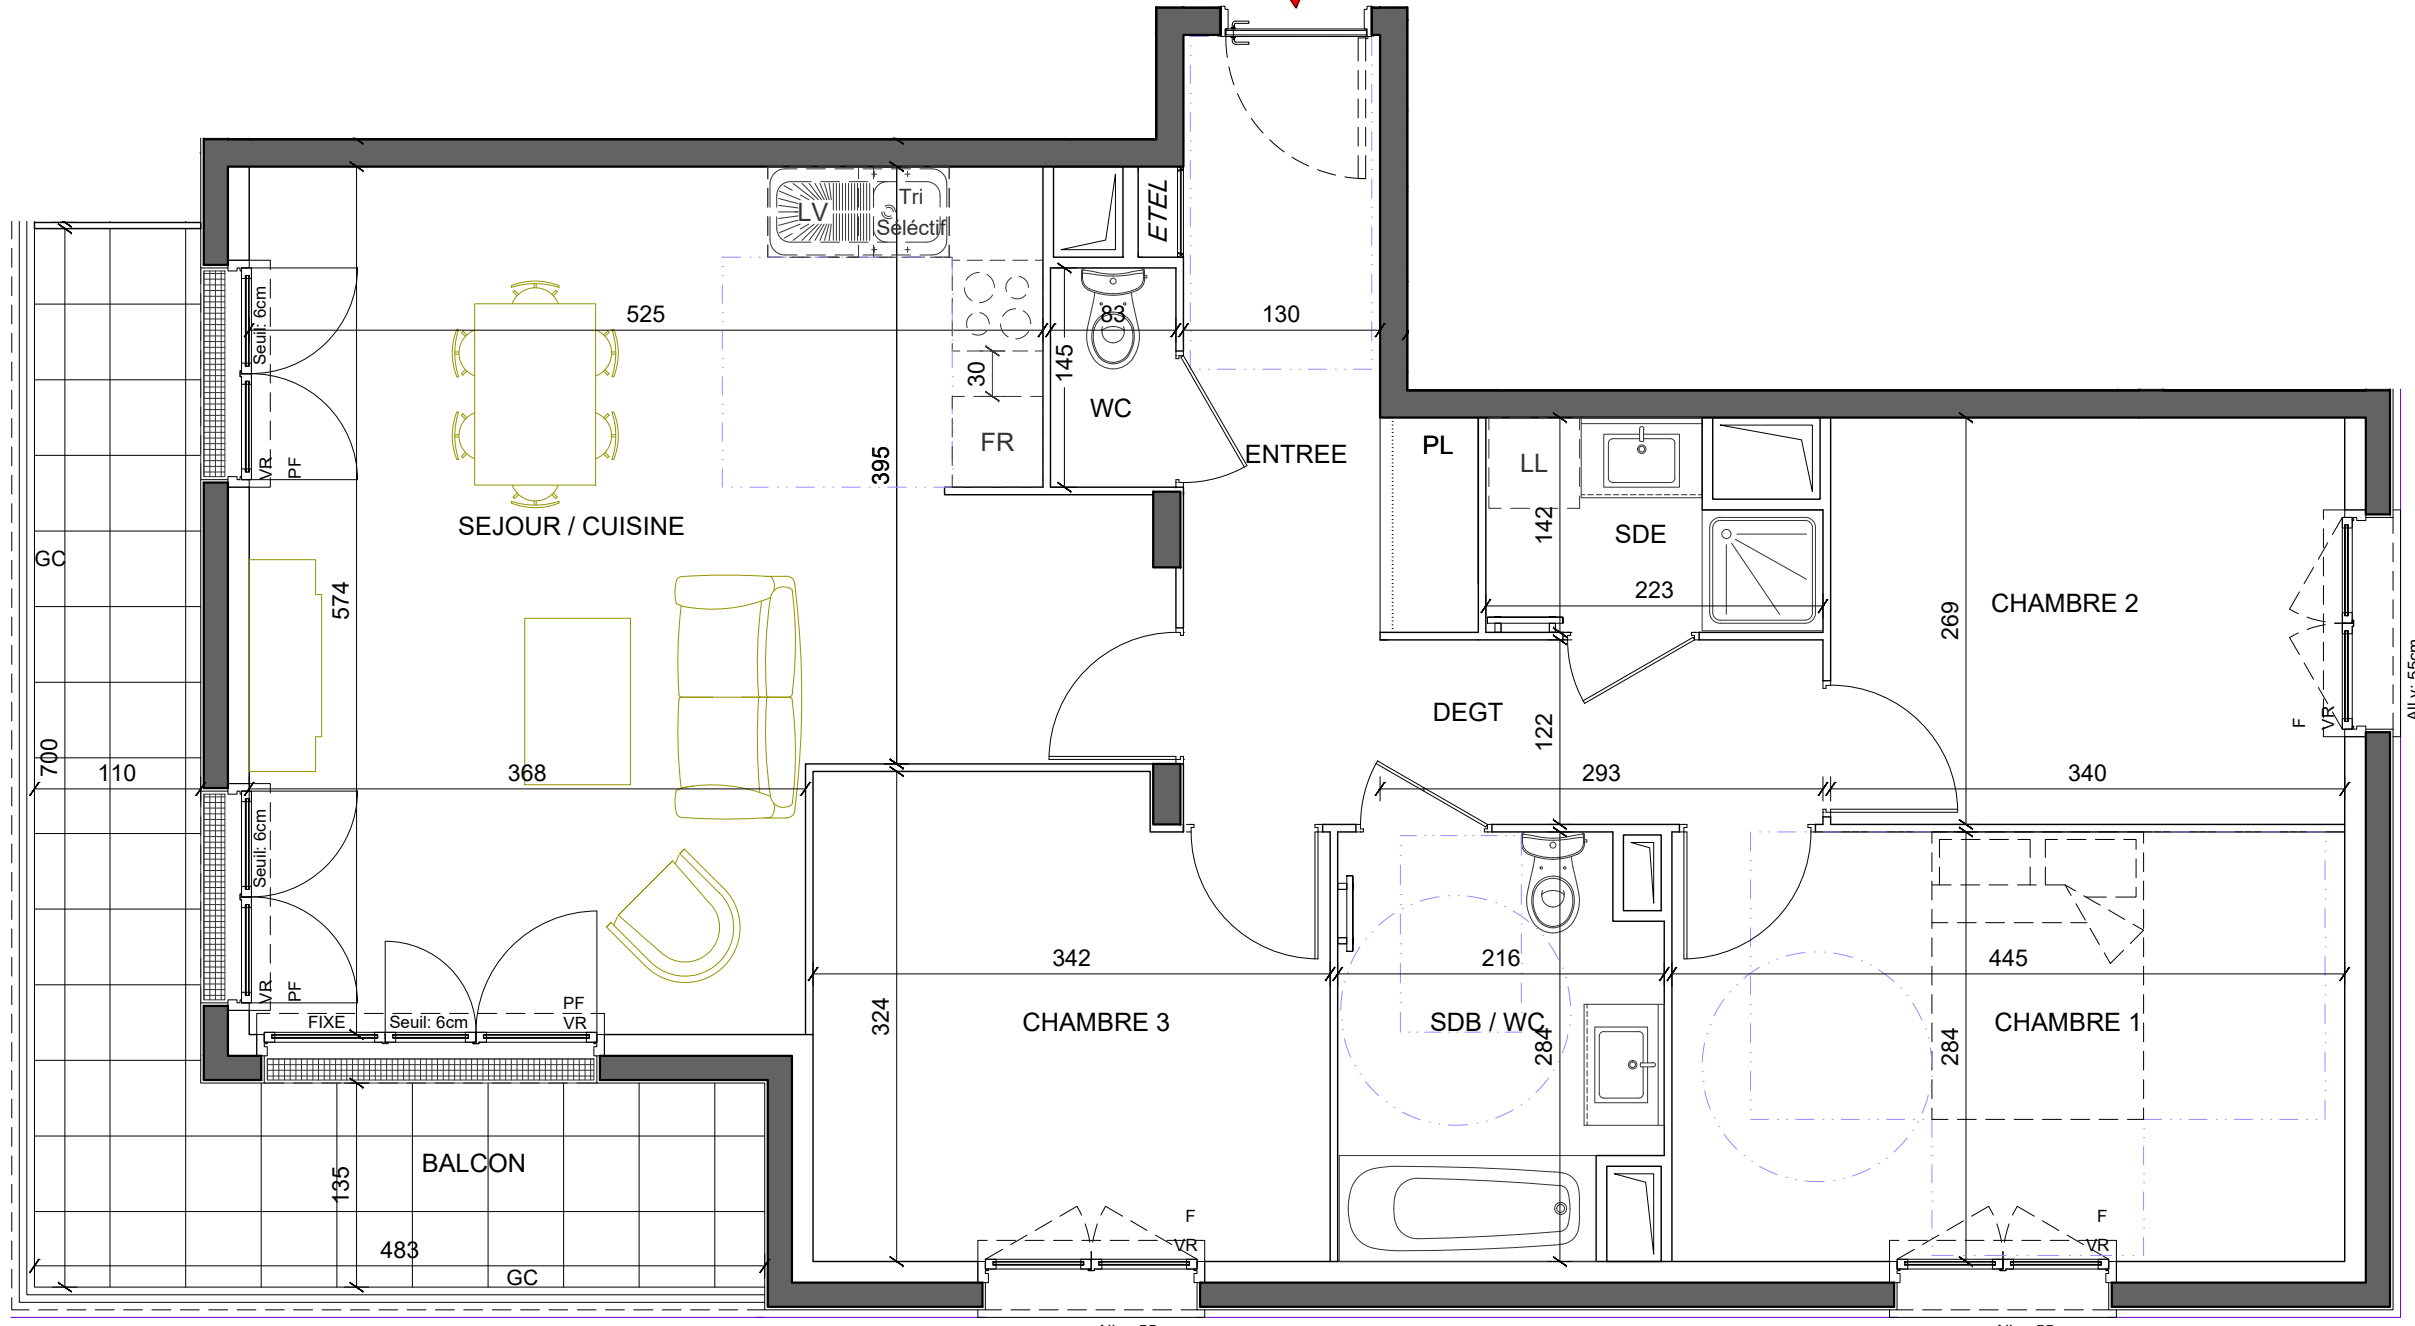 LV
Tri
Séléctif
ETEL
Seuil: 6cm
525
83
130
145
30
WC
FR
395
ENTREE
PL
LL
142
SDE
223
VR
PF
SEJOUR / CUISINE
GC
574
700
110
368
CHAMBRE 2
269
F
VR
All.v: 55cm
DEGT
122
293
340
Seuil: 6cm
VR
PF
FIXE
Seuil: 6cm
PF
VR
342
324
CHAMBRE 3
216
SDB / WC
284
445
CHAMBRE 1
284
BALCON
135
483
GC
F
VR
F
VR